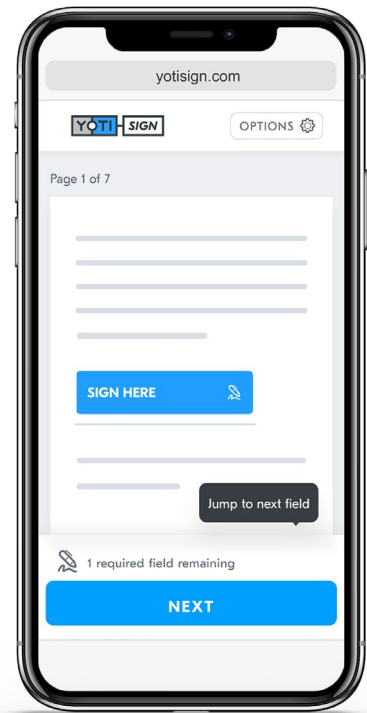 yotisign.com
YOTI SIGN
OPTIONS
Page 1 of 7
SIGN HERE
Jump to next field
1 required field remaining
NEXT